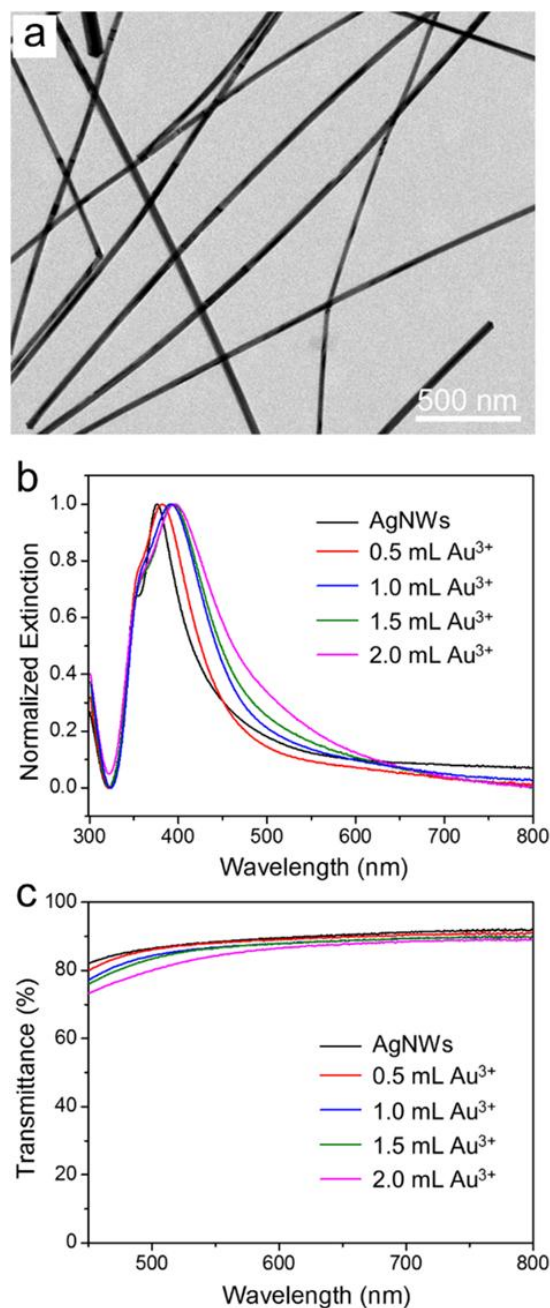 a
500 nm
b
1.0
0.8
0.6
0.4
0.2
0.0
Normalized Extinction
AgNWs
0.5 mL Au³⁺
1.0 mL Au³⁺
1.5 mL Au³⁺
2.0 mL Au³⁺
300 400 500 600 700 800
Wavelength (nm)
c
100
80
60
40
20
0
Transmittance (%)
AgNWs
0.5 mL Au³⁺
1.0 mL Au³⁺
1.5 mL Au³⁺
2.0 mL Au³⁺
500 600 700 800
Wavelength (nm)